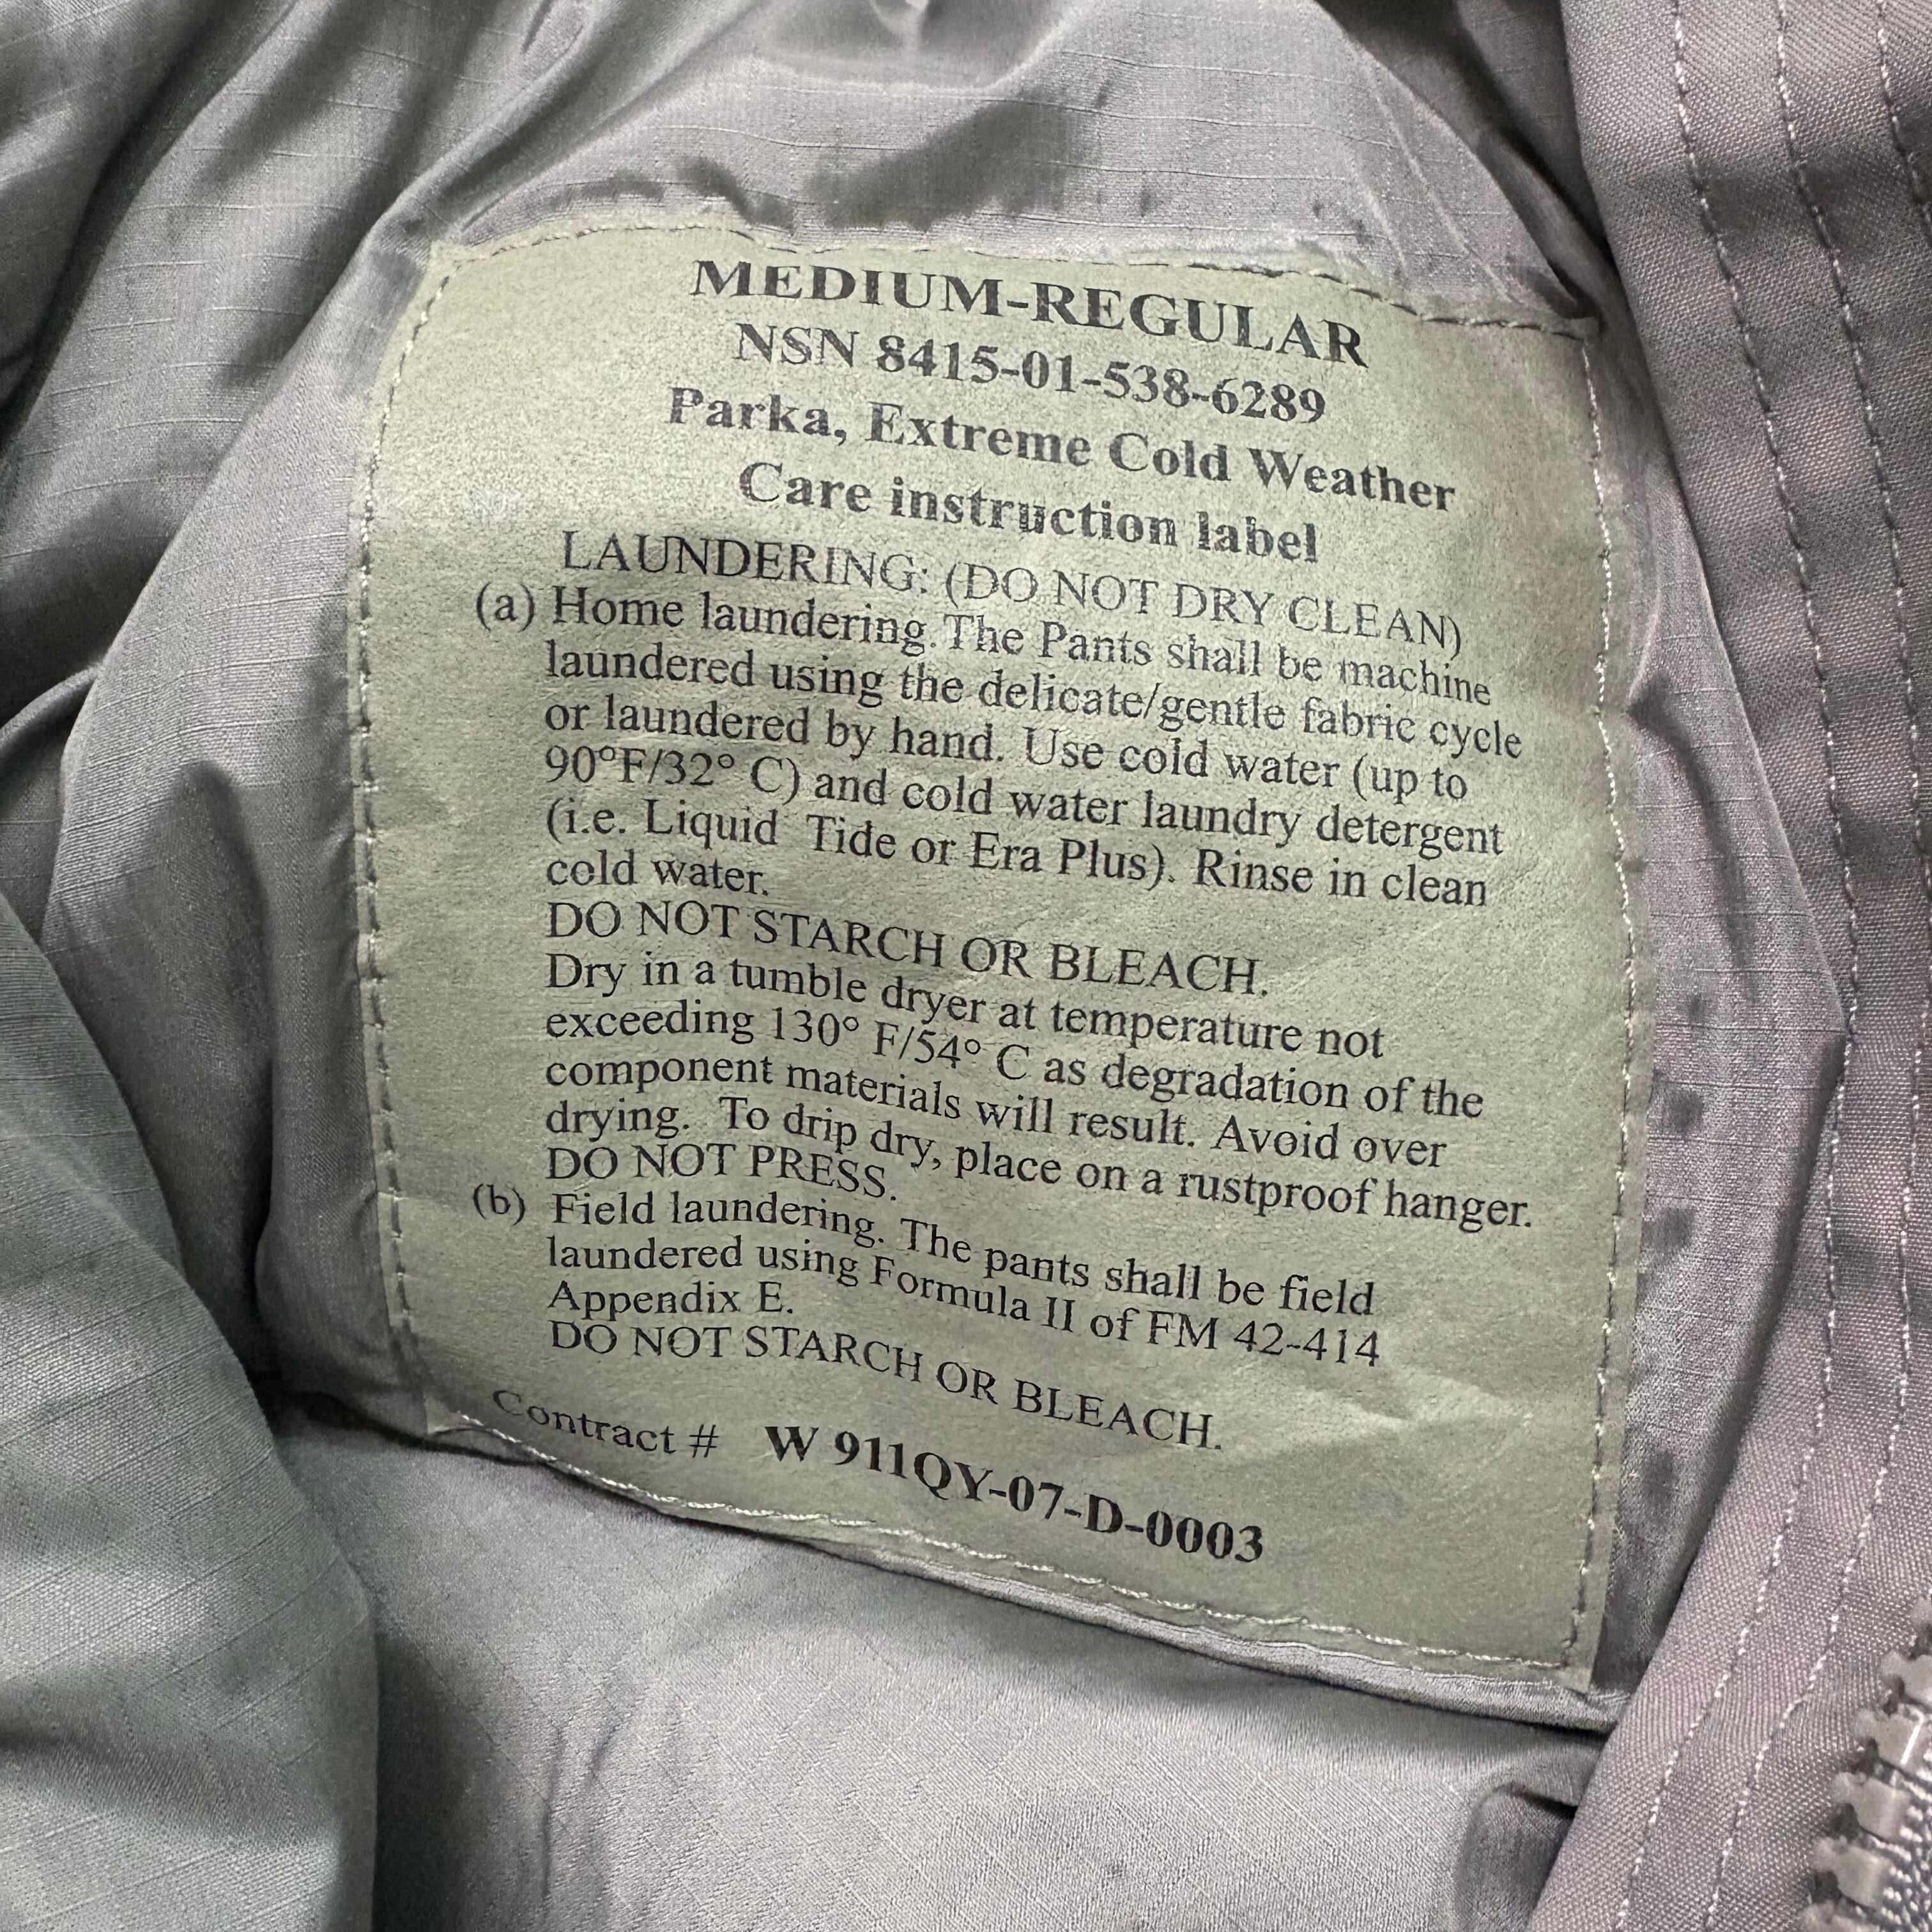 MEDIUM-REGULAR
NSN 8415-01-538-6289
Parka, Extreme Cold Weather
Care instruction label
LAUNDERING: (DO NOT DRY CLEAN)
(a) Home laundering. The Pants shall be machine
laundered using the delicate/gentle fabric cycle
or laundered by hand. Use cold water (up to
90°F/32° C) and cold water laundry detergent
(i.e. Liquid Tide or Era Plus). Rinse in clean
cold water.
DO NOT STARCH OR BLEACH.
Dry in a tumble dryer at temperature not
exceeding 130° F/54° C as degradation of the
component materials will result. Avoid over
drying. To drip dry, place on a rustproof hanger.
DO NOT PRESS.
(b) Field laundering. The pants shall be field
laundered using Formula II of FM 42-414
Appendix E.
DO NOT STARCH OR BLEACH.
Contract # W 911QY-07-D-0003